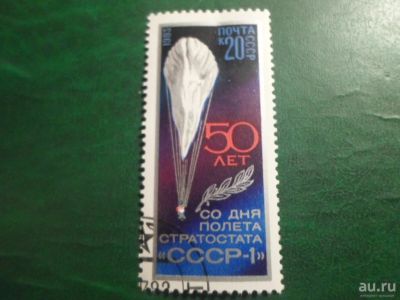 1983
ПОЧТА
К 20 СССР
50
ЛЕТ
СО ДНЯ
ПОЛЕТА
СТРАТОСТАТА
«СССР-1»
au.ru